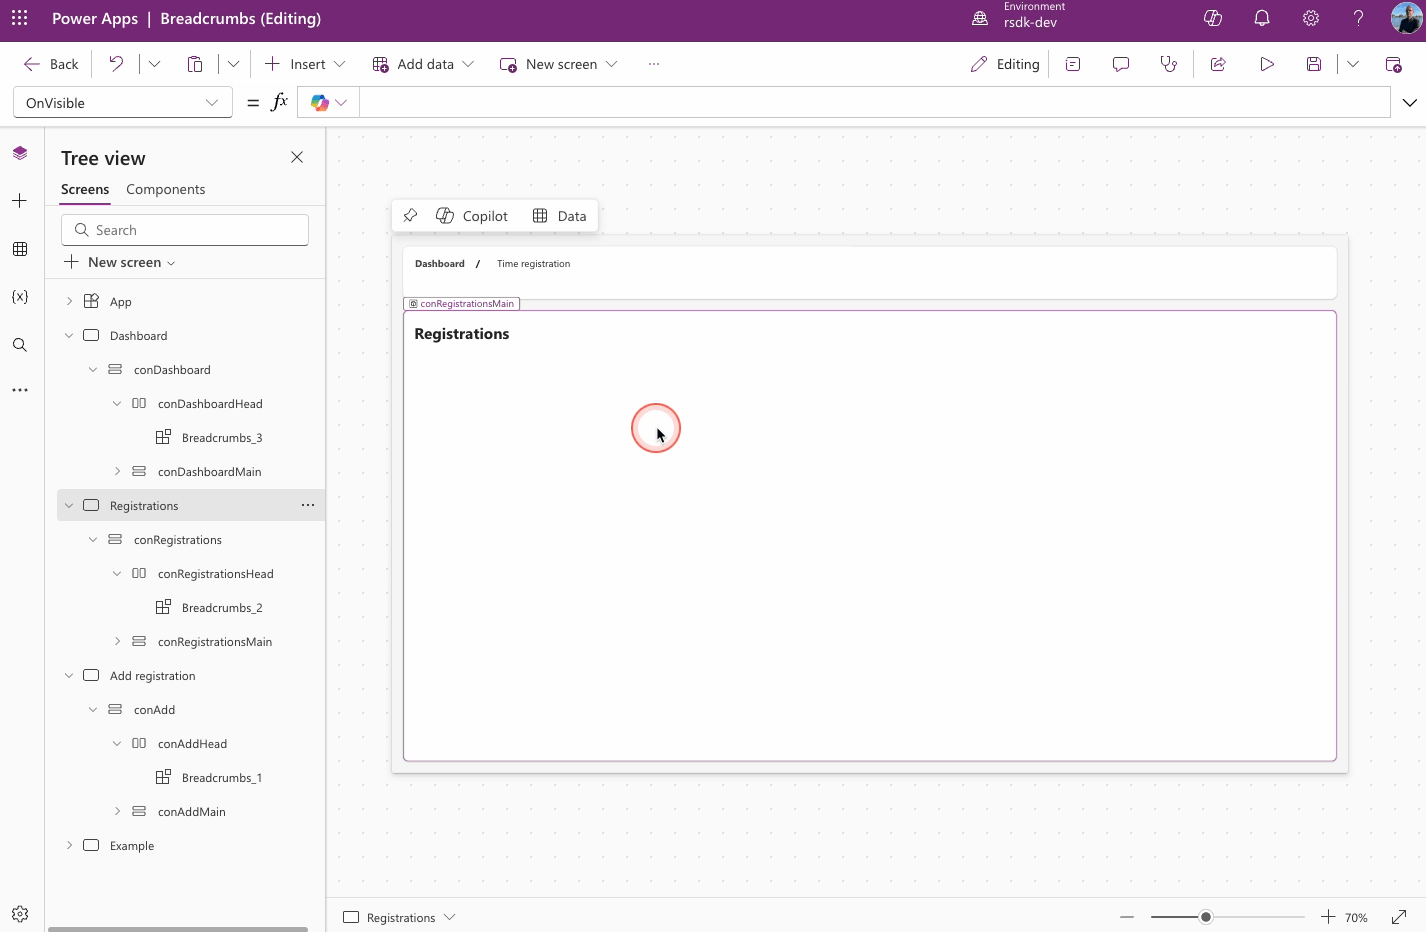 Power Apps | Breadcrumbs (Editing)
Environment
rsdk-dev
Back
Insert
Add data
New screen
Editing
OnVisible
= fx
Tree view
Screens Components
Search
New screen
App
Dashboard
conDashboard
conDashboardHead
Breadcrumbs_3
conDashboardMain
Registrations
conRegistrations
conRegistrationsHead
Breadcrumbs_2
conRegistrationsMain
Add registration
conAdd
conAddHead
Breadcrumbs_1
conAddMain
Example
Copilot Data
Dashboard / Time registration
conRegistrationsMain
Registrations
Registrations
70%